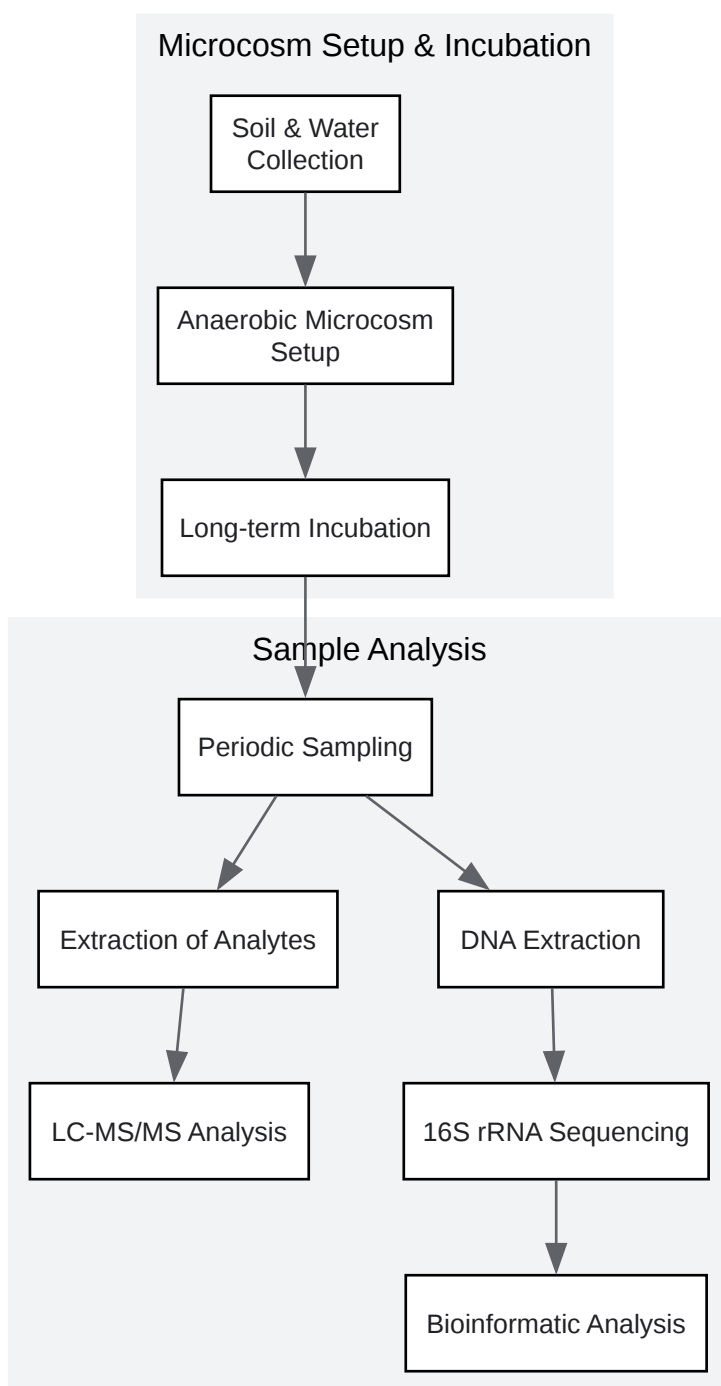 Microcosm Setup & Incubation
Soil & Water
Collection
Anaerobic Microcosm
Setup
Long-term Incubation
Sample Analysis
Periodic Sampling
Extraction of Analytes
DNA Extraction
LC-MS/MS Analysis
16S rRNA Sequencing
Bioinformatic Analysis